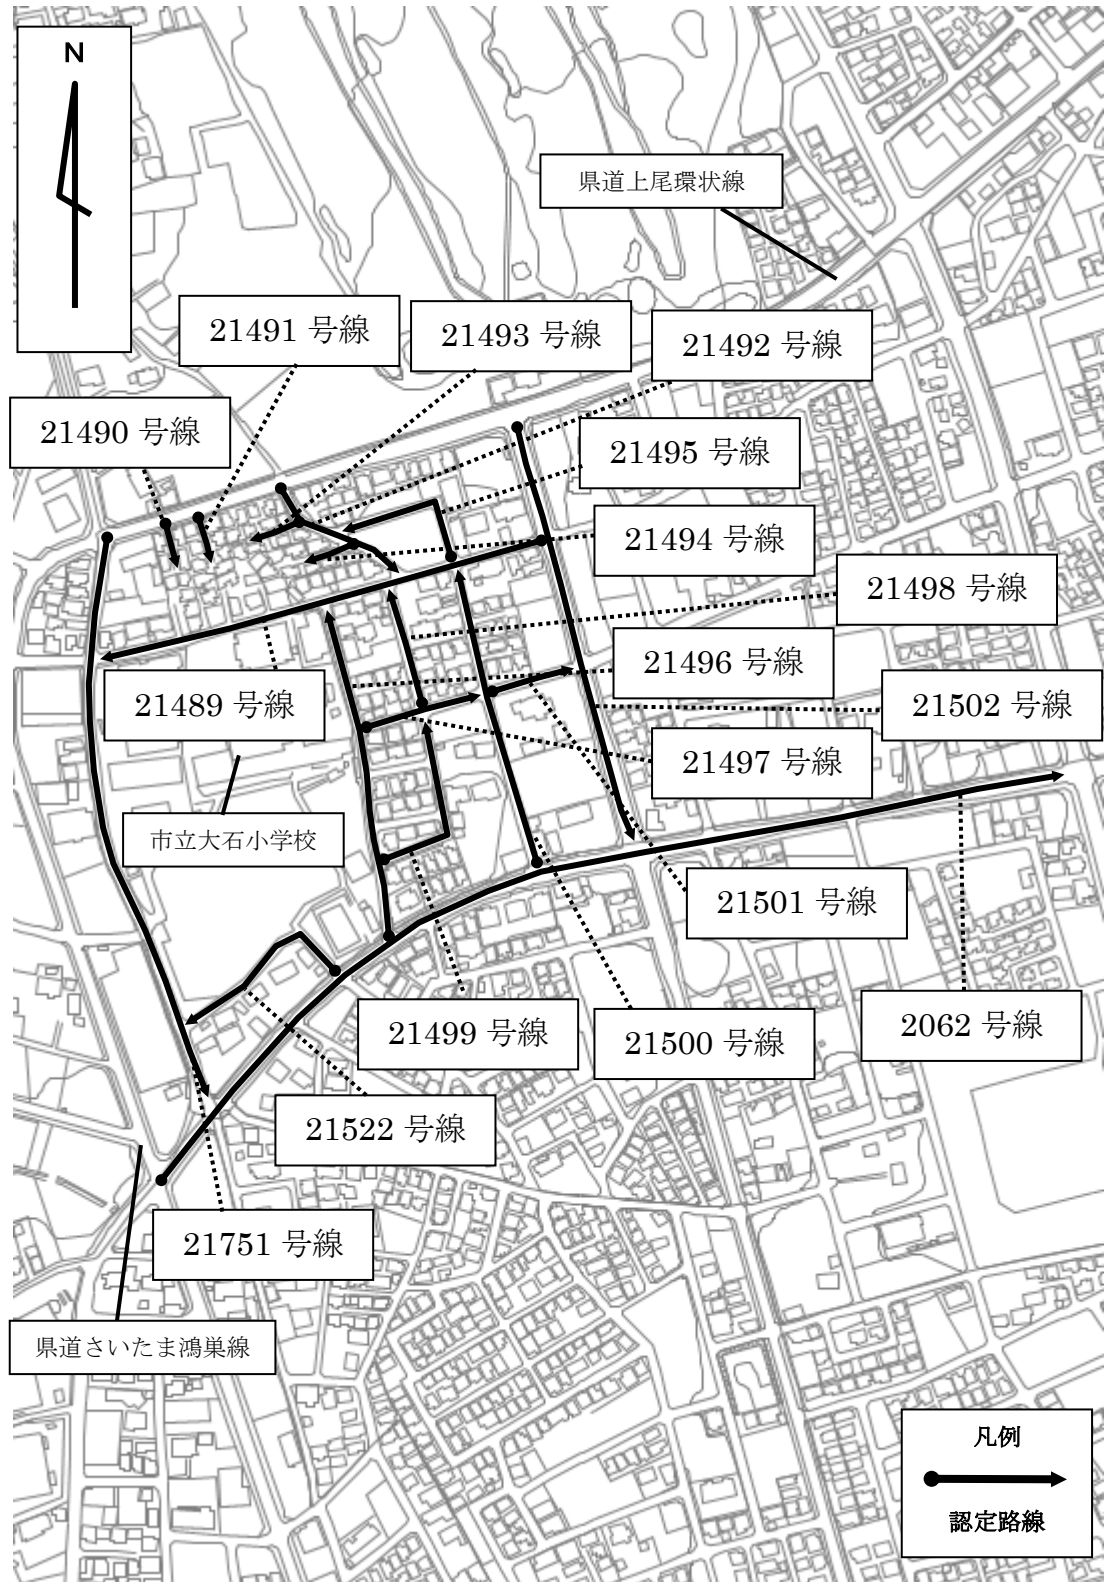 N
県道上尾環状線
21491 号線
21493 号線
21492 号線
21490 号線
21495 号線
21494 号線
21498 号線
21496 号線
21489 号線
21502 号線
21497 号線
市立大石小学校
21501 号線
21499 号線
21500 号線
2062 号線
21522 号線
21751 号線
県道さいたま鴻巣線
凡例
認定路線